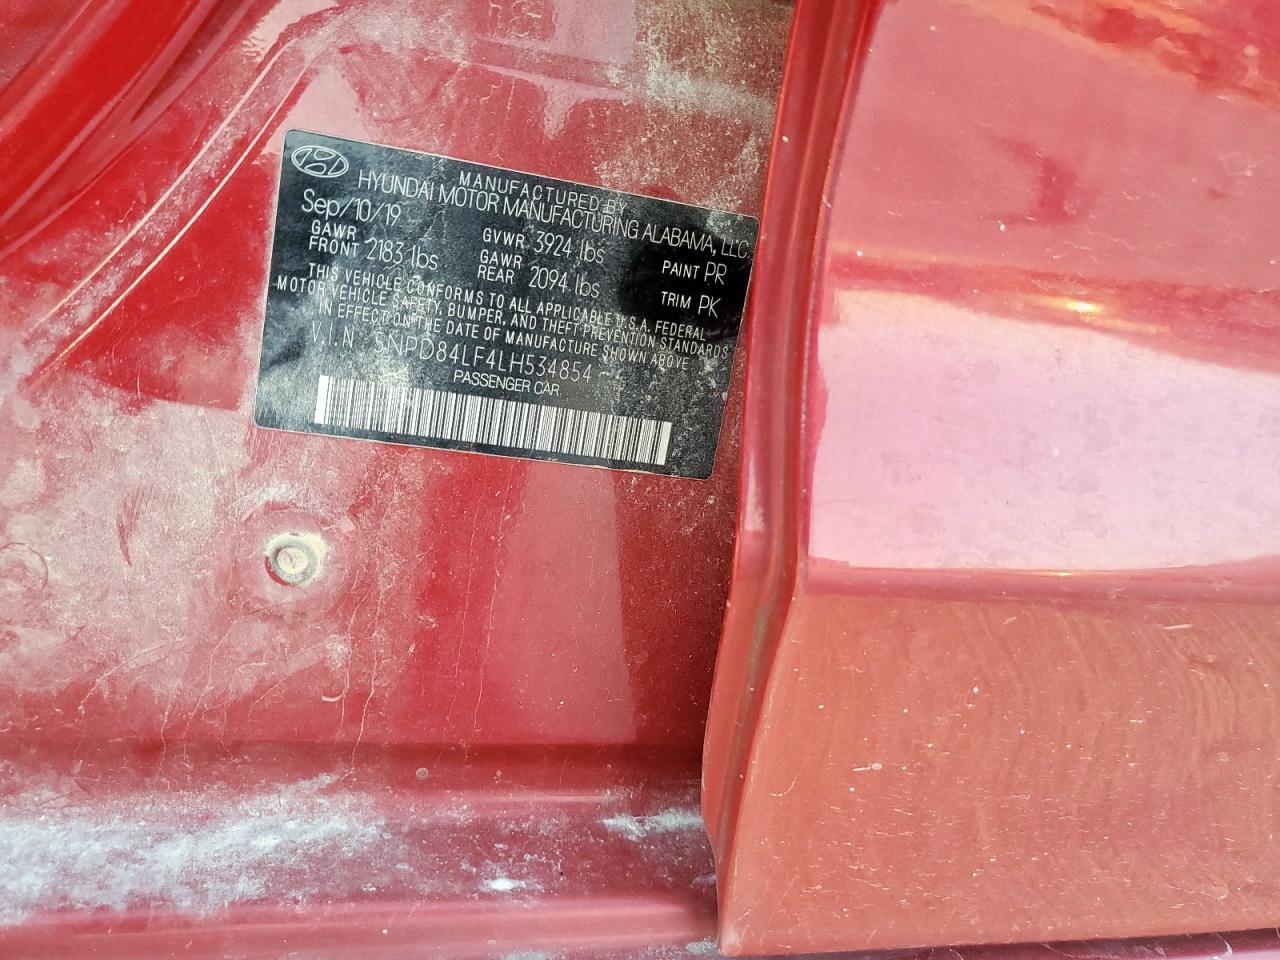 MANUFACTURED BY
HYUNDAI MOTOR MANUFACTURING ALABAMA, LLC
Sep/10/19
GVWR 3924 lbs
PAINT PR
GAWR FRONT 2183 lbs
GAWR REAR 2094 lbs
TRIM PK
THIS VEHICLE CONFORMS TO ALL APPLICABLE U.S.A. FEDERAL
MOTOR VEHICLE SAFETY, BUMPER, AND THEFT PREVENTION STANDARDS
IN EFFECT ON THE DATE OF MANUFACTURE SHOWN ABOVE
V.I.N : 5NPD84LF4LH534854
PASSENGER CAR